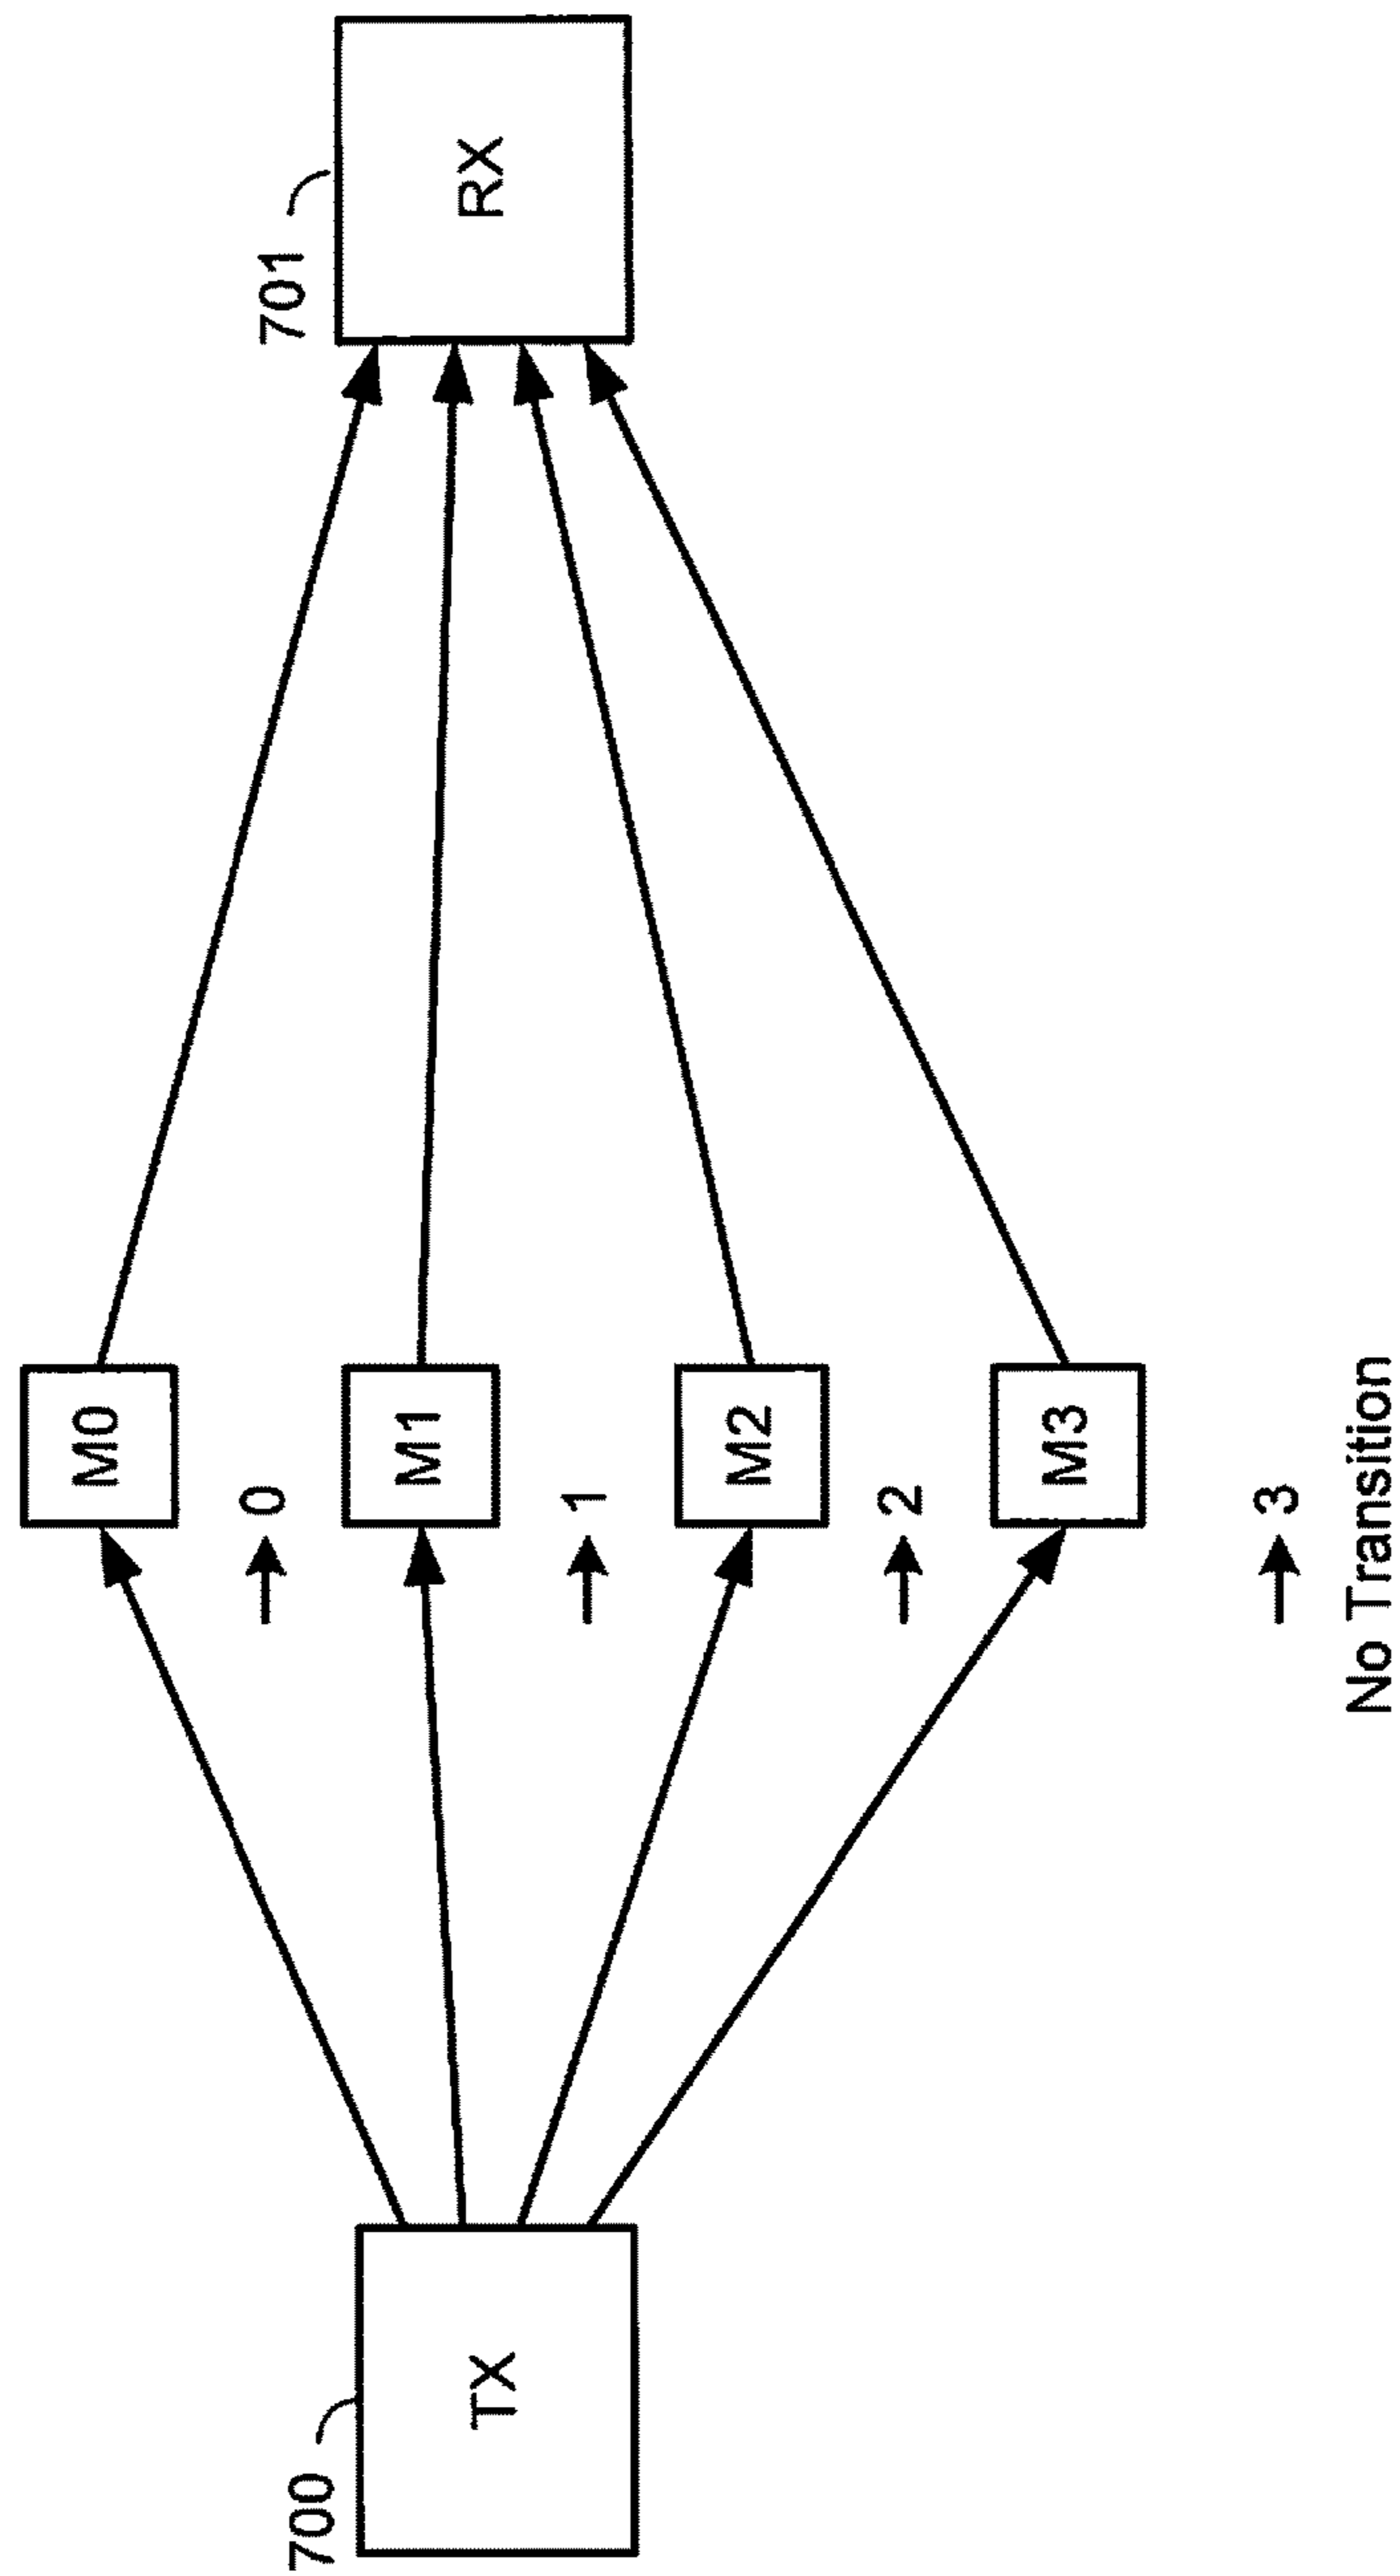 M0
701
RX
→ 0
M1
700
TX
→ 1
M2
→ 2
M3
→ 3
No Transition